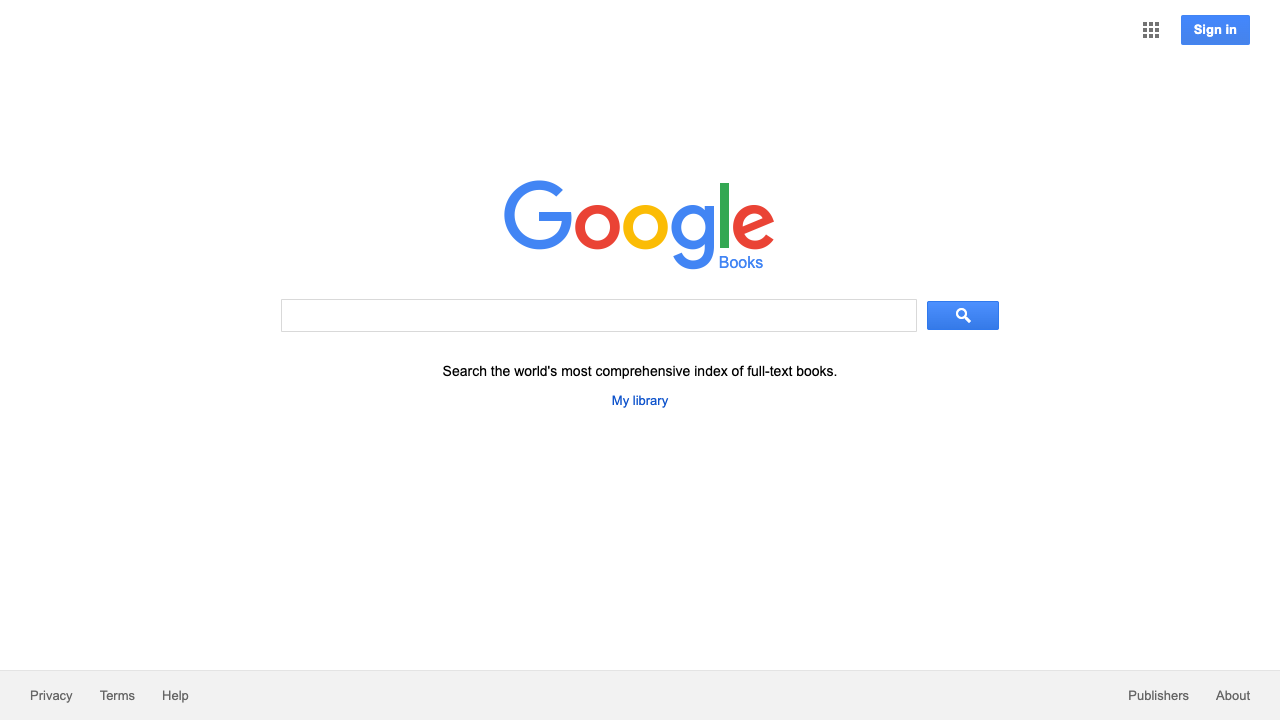 Sign in
Google
Books
Search the world's most comprehensive index of full-text books.
My library
Privacy Terms Help Publishers About